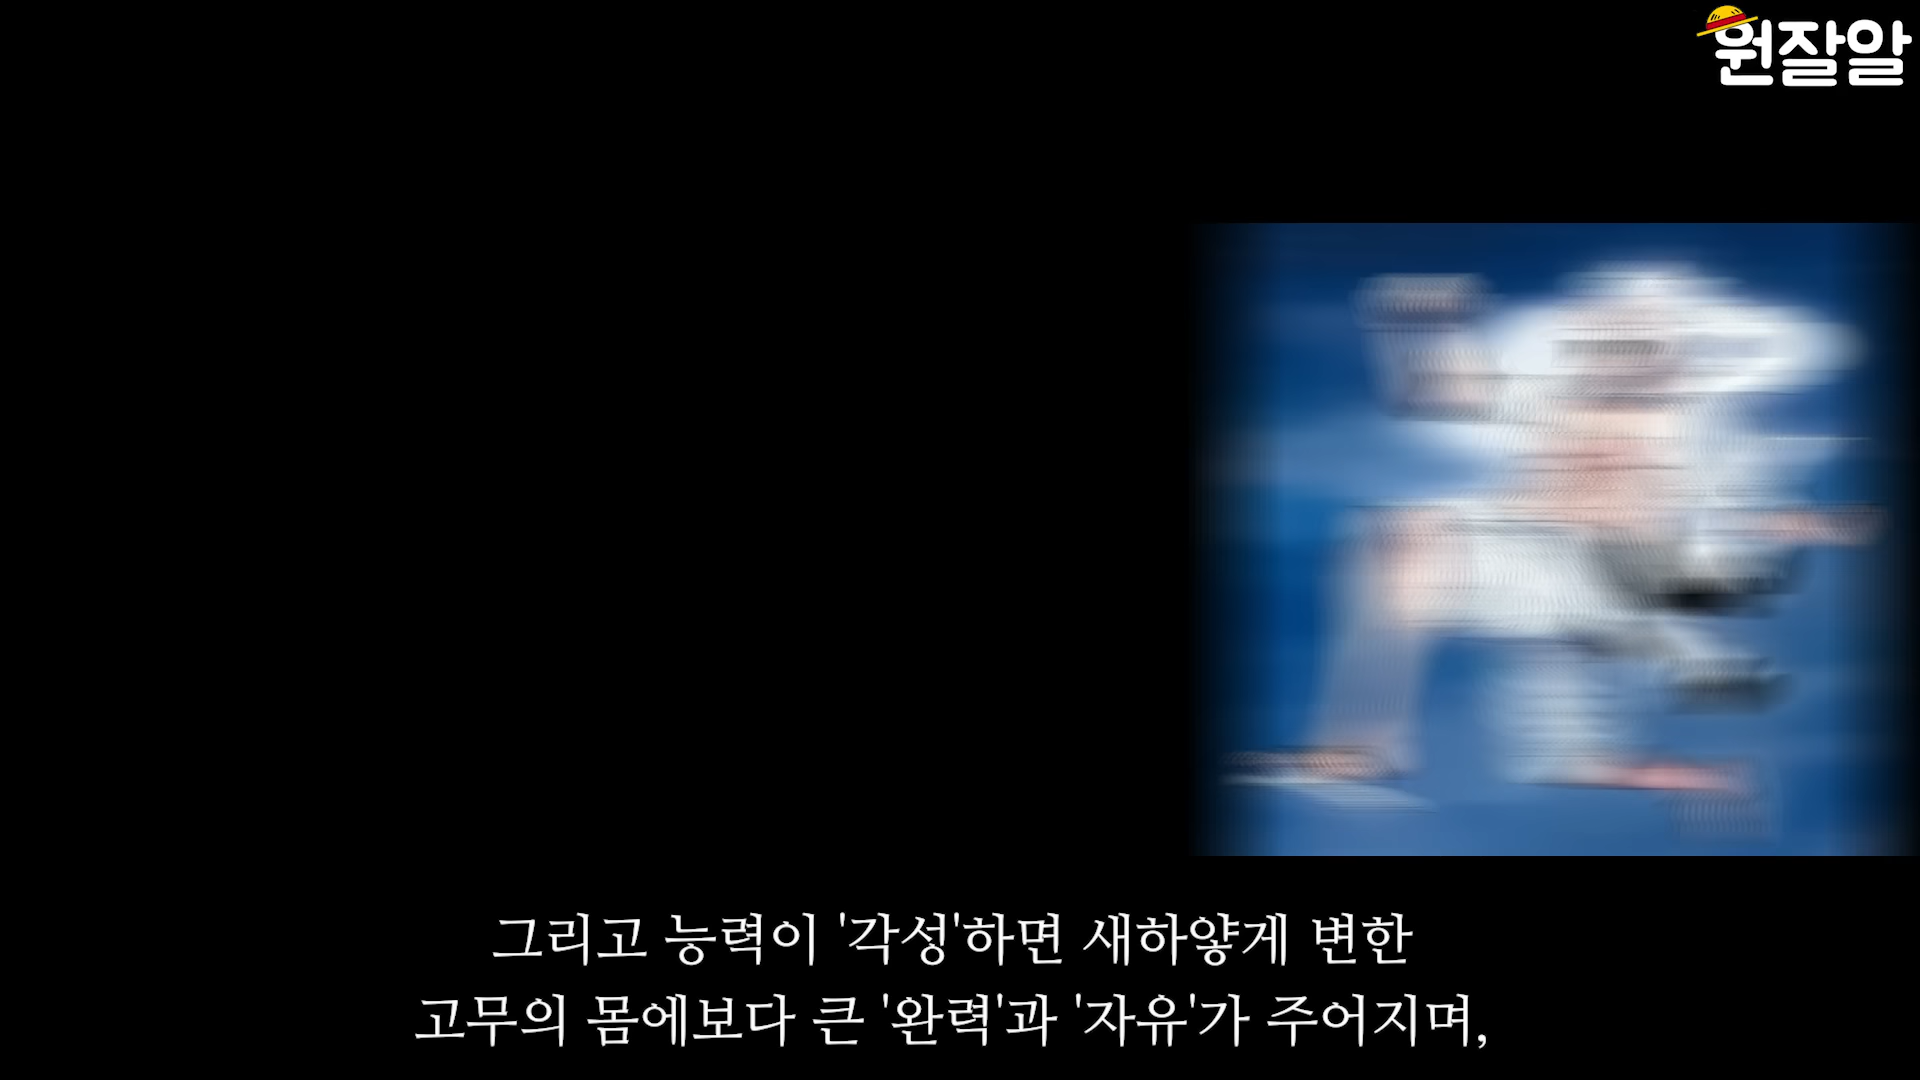 원잘알
그리고 능력이 '각성'하면 새하얗게 변한
고무의 몸에보다 큰 '완력'과 '자유'가 주어지며,